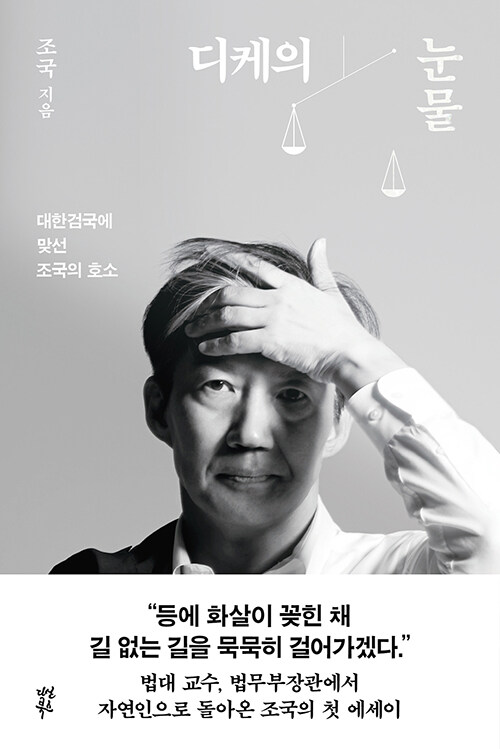 조국 지음
디케의
눈물
대한검국에
맞선
조국의 호소
“등에 화살이 꽂힌 채
길 없는 길을 묵묵히 걸어가겠다.”
법대 교수, 법무부장관에서
자연인으로 돌아온 조국의 첫 에세이
다산
북스